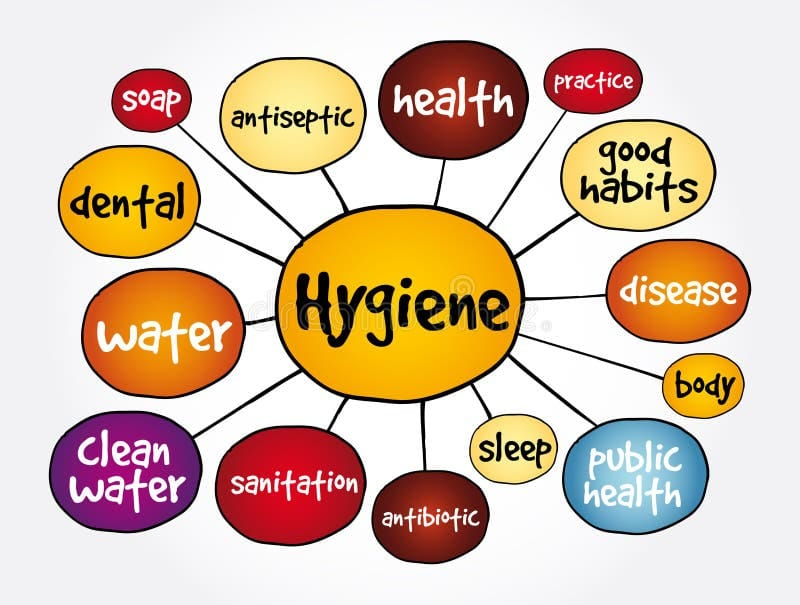 soap
antiseptic
health
practice
dental
good
habits
water
Hygiene
disease
body
clean
water
sanitation
antibiotic
sleep
public
health